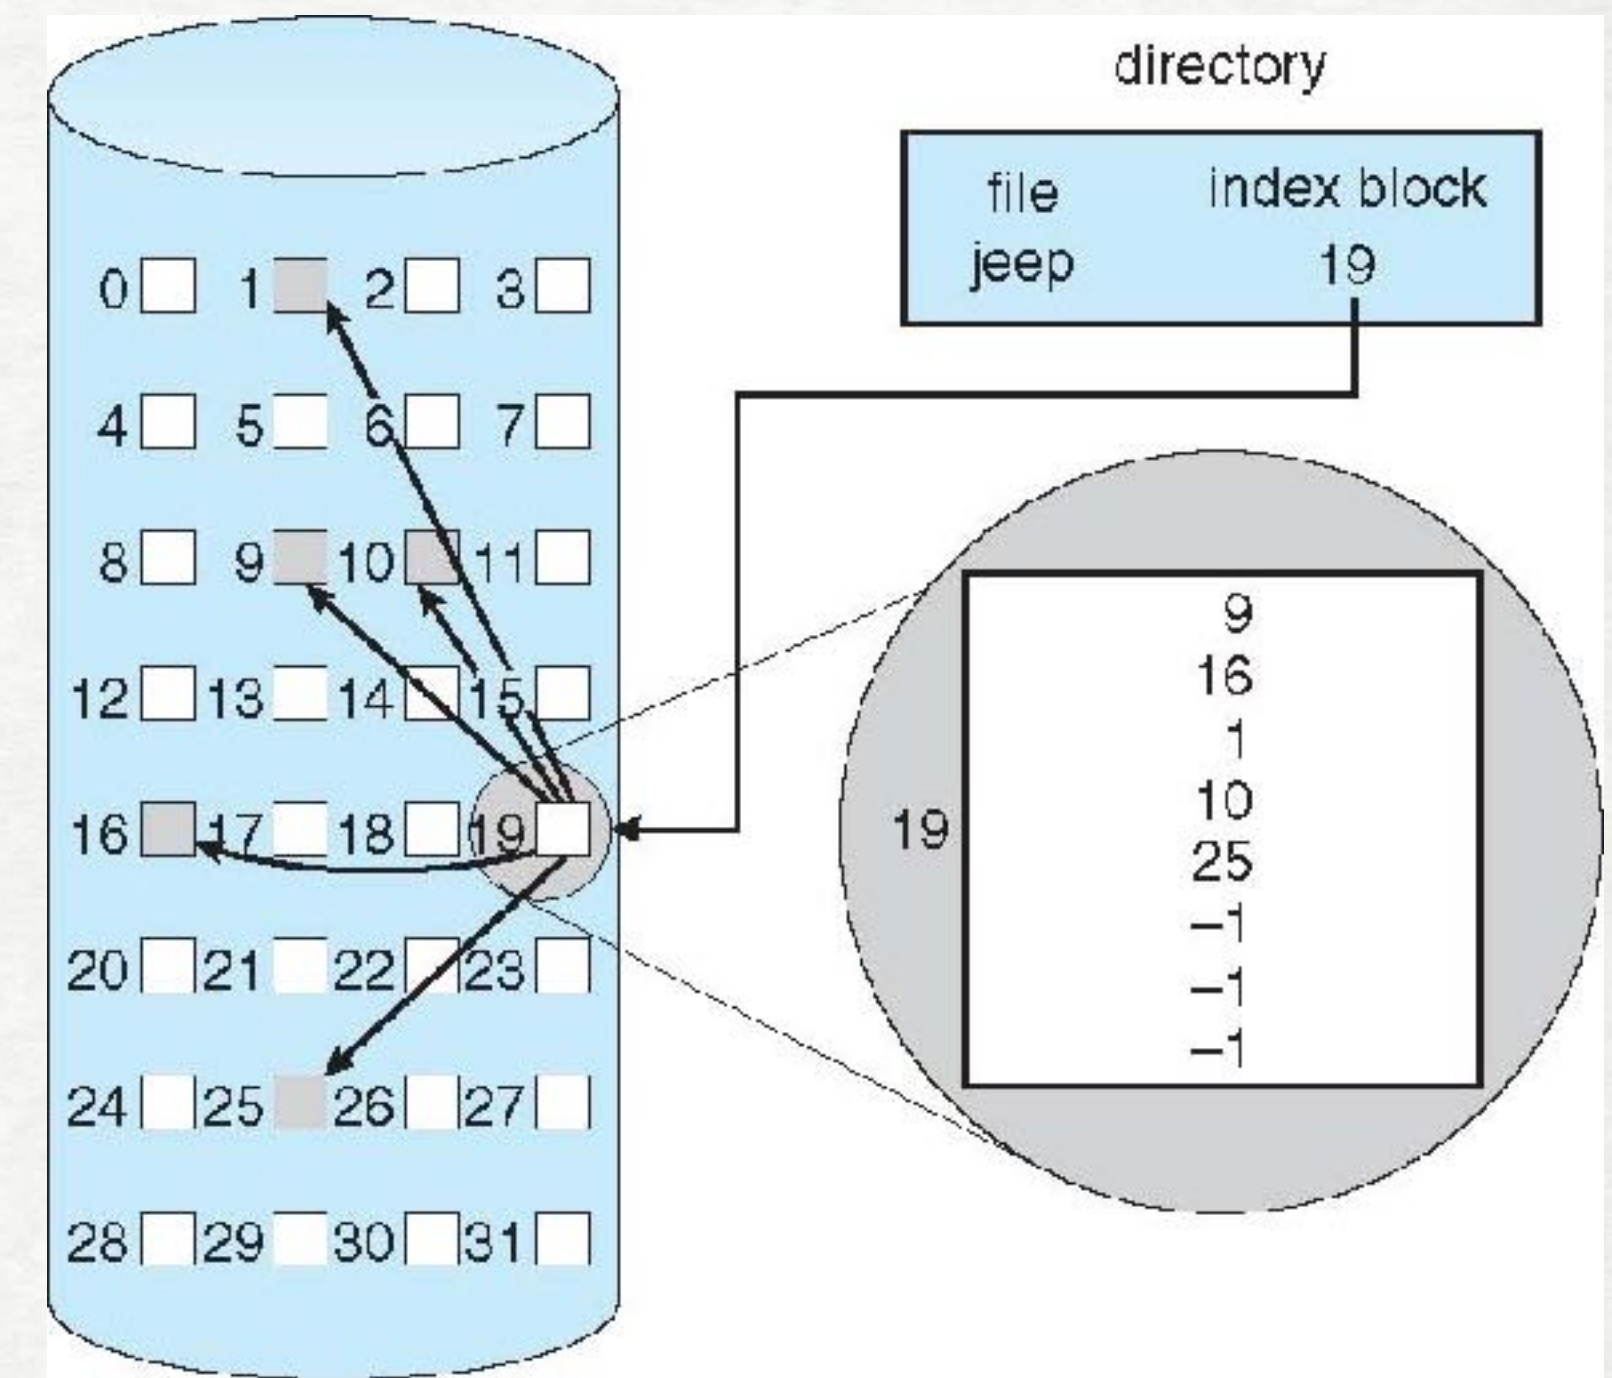 directory
file index block
jeep 19
0 1 2 3
4 5 6 7
8 9 10 11
12 13 14 15
16 17 18 19
20 21 22 23
24 25 26 27
28 29 30 31
19
9
16
1
10
25
–1
–1
–1